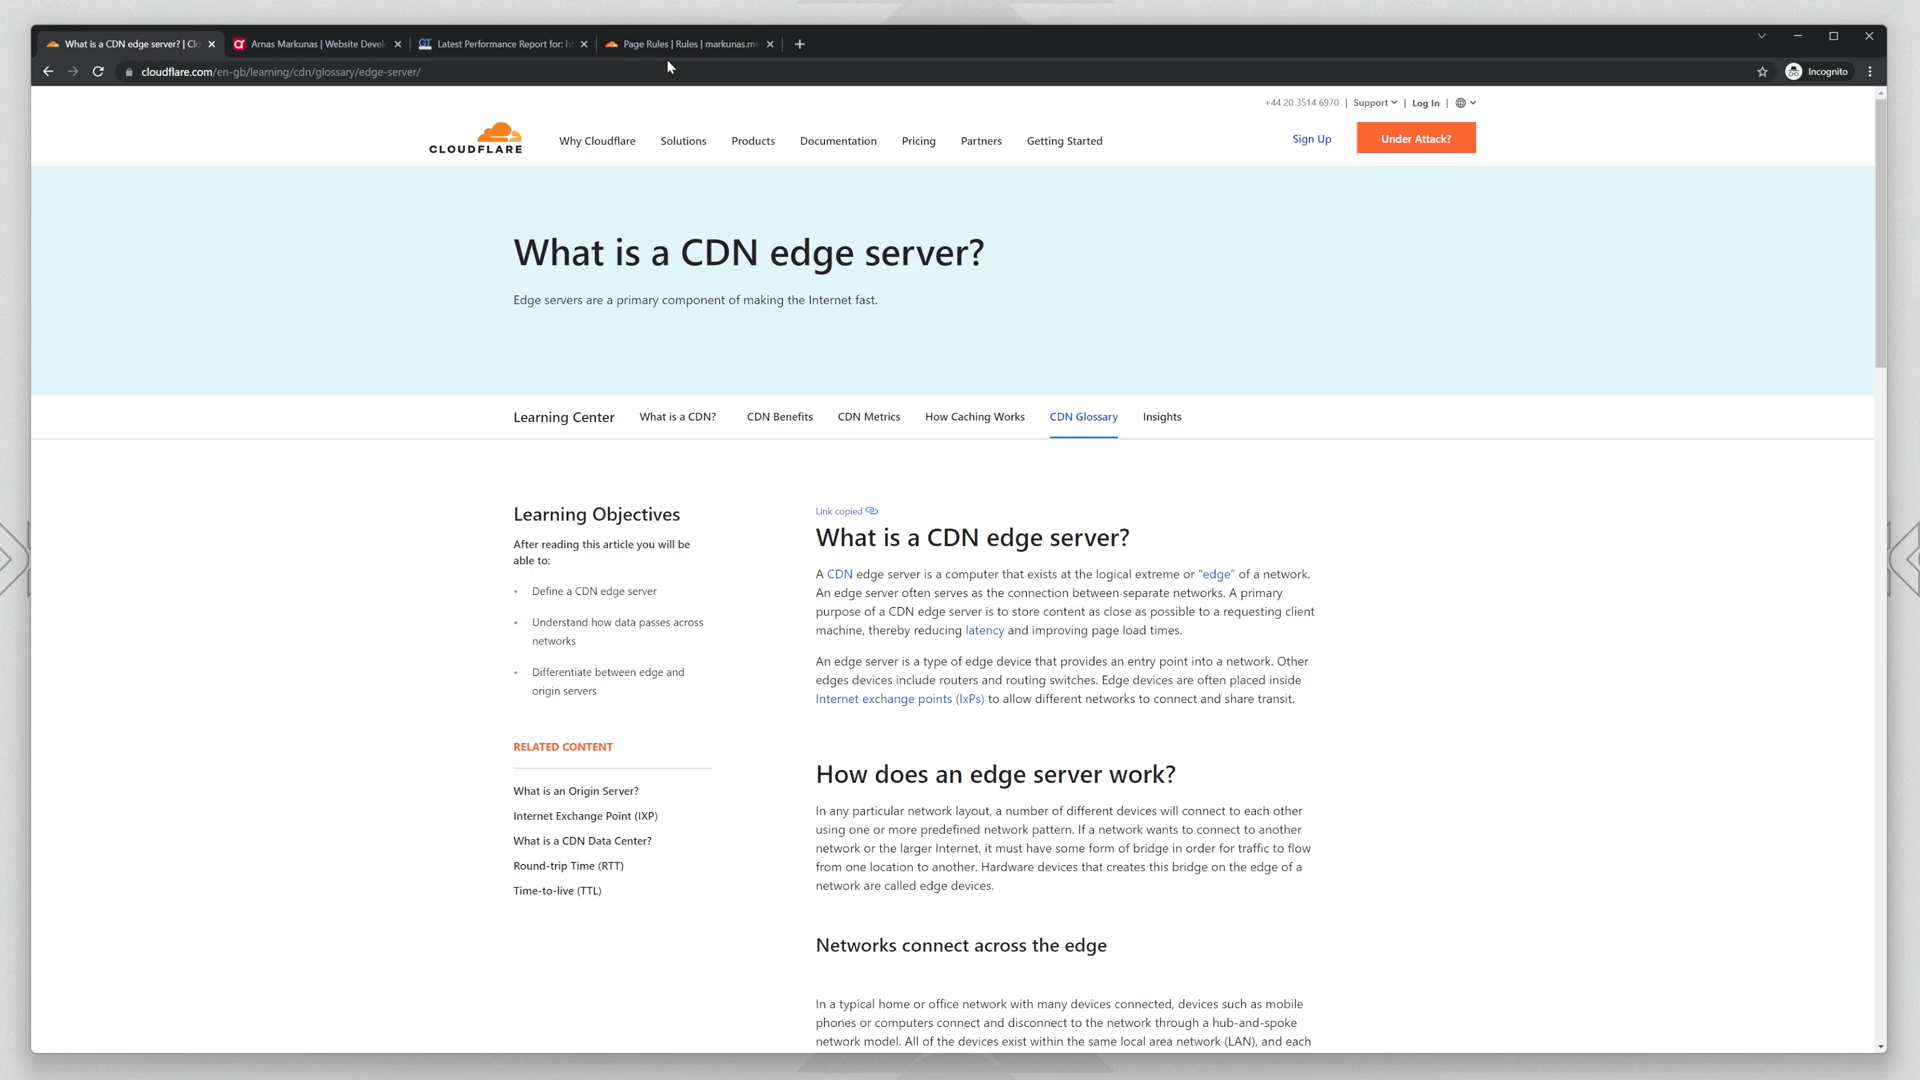 What is a CDN edge server? | Clo
Arnas Markunas | Website Devel
Latest Performance Report for: ht
Page Rules | Rules | markunas.me
cloudflare.com/en-gb/learning/cdn/glossary/edge-server/
Incognito
+44 20 3514 6970 | Support | Log In |
CLOUDFLARE
Why Cloudflare
Solutions
Products
Documentation
Pricing
Partners
Getting Started
Sign Up
Under Attack?
What is a CDN edge server?
Edge servers are a primary component of making the Internet fast.
Learning Center
What is a CDN?
CDN Benefits
CDN Metrics
How Caching Works
CDN Glossary
Insights
Learning Objectives
After reading this article you will be
able to:
• Define a CDN edge server
• Understand how data passes across
networks
• Differentiate between edge and
origin servers
RELATED CONTENT
What is an Origin Server?
Internet Exchange Point (IXP)
What is a CDN Data Center?
Round-trip Time (RTT)
Time-to-live (TTL)
Link copied
What is a CDN edge server?
A CDN edge server is a computer that exists at the logical extreme or “edge” of a network.
An edge server often serves as the connection between separate networks. A primary
purpose of a CDN edge server is to store content as close as possible to a requesting client
machine, thereby reducing latency and improving page load times.
An edge server is a type of edge device that provides an entry point into a network. Other
edges devices include routers and routing switches. Edge devices are often placed inside
Internet exchange points (IxPs) to allow different networks to connect and share transit.
How does an edge server work?
In any particular network layout, a number of different devices will connect to each other
using one or more predefined network pattern. If a network wants to connect to another
network or the larger Internet, it must have some form of bridge in order for traffic to flow
from one location to another. Hardware devices that creates this bridge on the edge of a
network are called edge devices.
Networks connect across the edge
In a typical home or office network with many devices connected, devices such as mobile
phones or computers connect and disconnect to the network through a hub-and-spoke
network model. All of the devices exist within the same local area network (LAN), and each